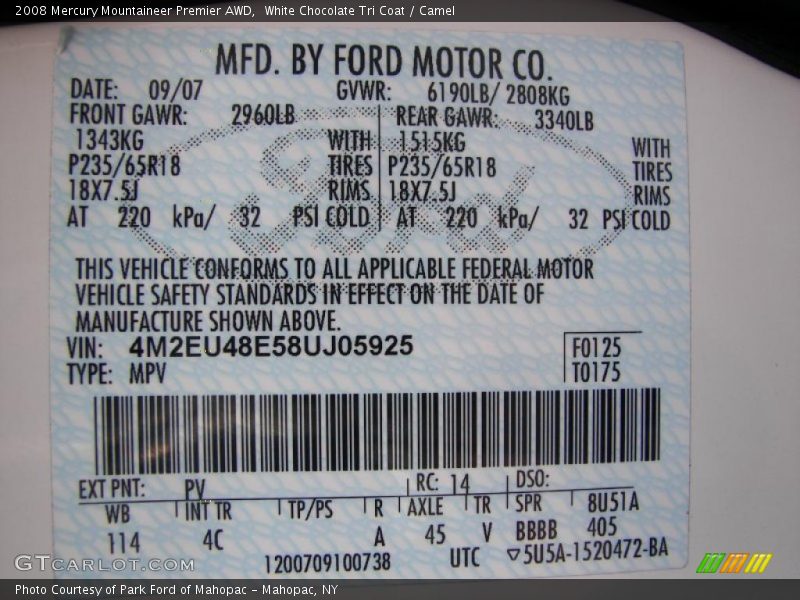 2008 Mercury Mountaineer Premier AWD, White Chocolate Tri Coat / Camel
MFD. BY FORD MOTOR CO.
DATE: 09/07 GVWR: 6190LB/ 2808KG
FRONT GAWR: 2960LB REAR GAWR: 3340LB
1343KG WITH 1515KG WITH
P235/65R18 TIRES P235/65R18 TIRES
18X7.5J RIMS 18X7.5J RIMS
AT 220 kPa/ 32 PSI COLD AT 220 kPa/ 32 PSI COLD
Ford
THIS VEHICLE CONFORMS TO ALL APPLICABLE FEDERAL MOTOR
VEHICLE SAFETY STANDARDS IN EFFECT ON THE DATE OF
MANUFACTURE SHOWN ABOVE.
VIN: 4M2EU48E58UJ05925 F0125
TYPE: MPV T0175
EXT PNT: PV RC: 14 DSO:
WB INT TR TP/PS R AXLE TR SPR 8U51A
114 4C A 45 V BBBB 405
1200709100738 UTC ▽5U5A-1520472-BA
GTCARLOT.COM
Photo Courtesy of Park Ford of Mahopac – Mahopac, NY